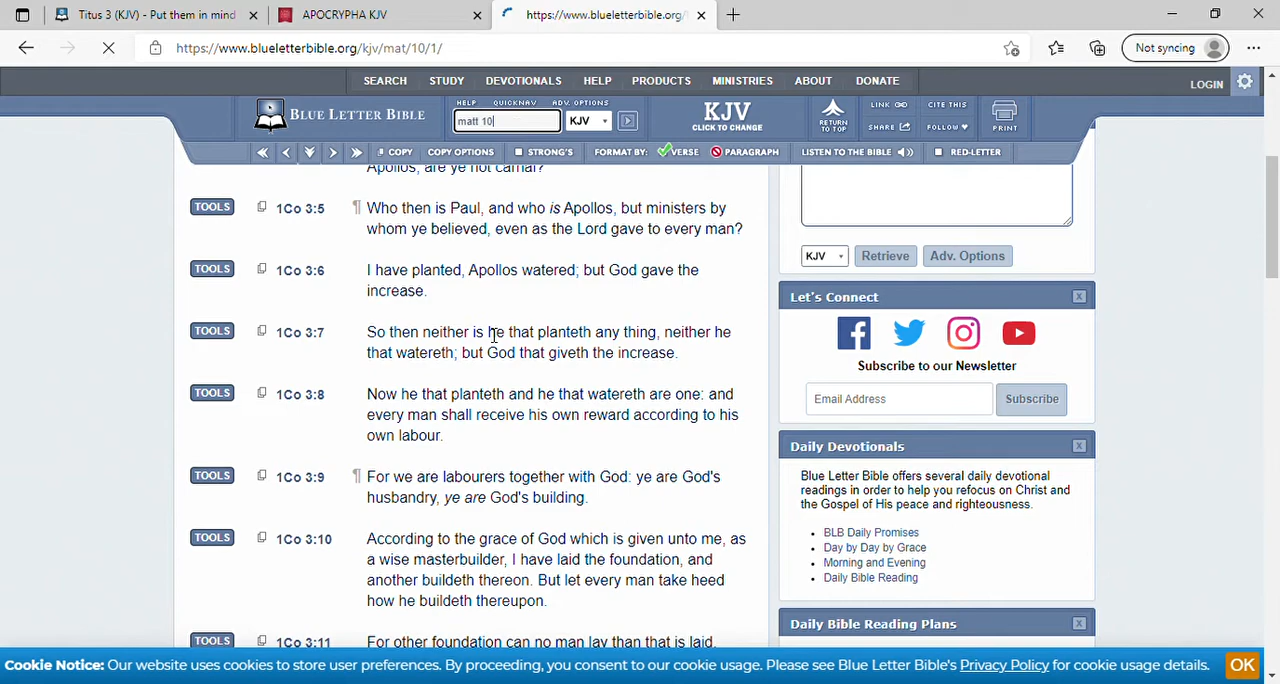 Titus 3 (KJV) - Put them in mind
APOCRYPHA KJV
https://www.blueletterbible.org/
https://www.blueletterbible.org/kjv/mat/10/1/
Not syncing
SEARCH STUDY DEVOTIONALS HELP PRODUCTS MINISTRIES ABOUT DONATE
LOGIN
BLUE LETTER BIBLE
HELP QUICKNAV ADV. OPTIONS
matt 10
KJV
KJV
CLICK TO CHANGE
RETURN
TO TOP
LINK CITE THIS
SHARE FOLLOW
PRINT
COPY COPY OPTIONS STRONG'S FORMAT BY: VERSE PARAGRAPH LISTEN TO THE BIBLE RED-LETTER
Apollos, are ye not carnal?
TOOLS 1Co 3:5 ¶ Who then is Paul, and who is Apollos, but ministers by
whom ye believed, even as the Lord gave to every man?
TOOLS 1Co 3:6 I have planted, Apollos watered; but God gave the
increase.
TOOLS 1Co 3:7 So then neither is he that planteth any thing, neither he
that watereth; but God that giveth the increase.
TOOLS 1Co 3:8 Now he that planteth and he that watereth are one: and
every man shall receive his own reward according to his
own labour.
TOOLS 1Co 3:9 ¶ For we are labourers together with God: ye are God's
husbandry, ye are God's building.
TOOLS 1Co 3:10 According to the grace of God which is given unto me, as
a wise masterbuilder, I have laid the foundation, and
another buildeth thereon. But let every man take heed
how he buildeth thereupon.
TOOLS 1Co 3:11 For other foundation can no man lay than that is laid,
KJV Retrieve Adv. Options
Let's Connect X
Subscribe to our Newsletter
Email Address Subscribe
Daily Devotionals X
Blue Letter Bible offers several daily devotional
readings in order to help you refocus on Christ and
the Gospel of His peace and righteousness.
• BLB Daily Promises
• Day by Day by Grace
• Morning and Evening
• Daily Bible Reading
Daily Bible Reading Plans X
Cookie Notice: Our website uses cookies to store user preferences. By proceeding, you consent to our cookie usage. Please see Blue Letter Bible's Privacy Policy for cookie usage details. OK